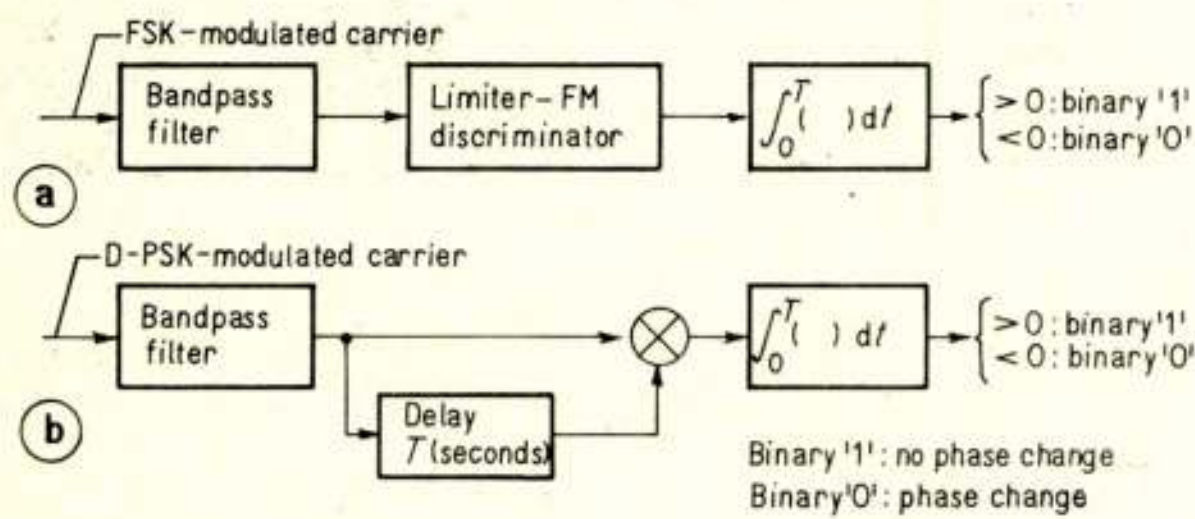 FSK-modulated carrier
Bandpass
filter
Limiter-FM
discriminator
∫₀ᵀ( )dt
> 0: binary '1'
< 0: binary '0'
a
D-PSK-modulated carrier
Bandpass
filter
∫₀ᵀ( )dt
> 0: binary '1'
< 0: binary '0'
Delay
T(seconds)
b
Binary '1': no phase change
Binary '0': phase change